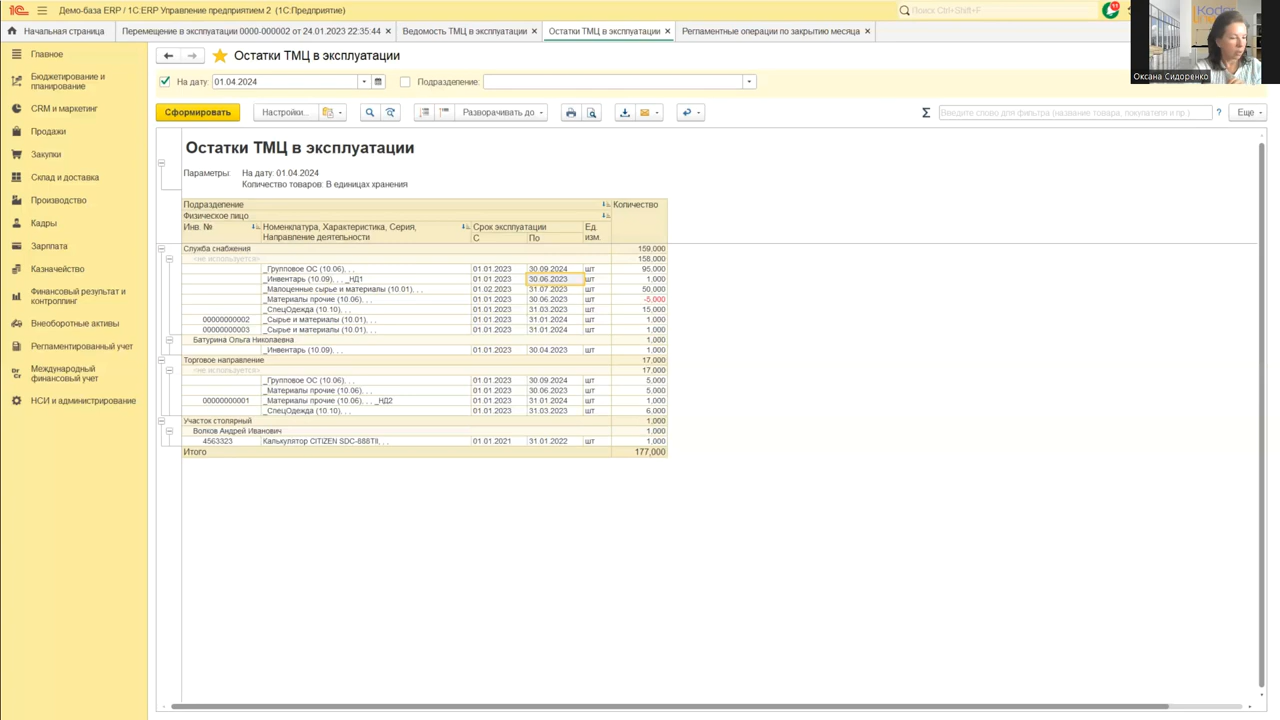 Демо-база ERP / 1С:ERP Управление предприятием 2 (1С:Предприятие)
Поиск Ctrl+Shift+F
Начальная страница
Перемещение в эксплуатации 0000-000002 от 24.01.2023 22:35:44 ×
Ведомость ТМЦ в эксплуатации ×
Остатки ТМЦ в эксплуатации ×
Регламентные операции по закрытию месяца ×
Оксана Сидоренко
Главное
Бюджетирование и
планирование
CRM и маркетинг
Продажи
Закупки
Склад и доставка
Производство
Кадры
Зарплата
Казначейство
Финансовый результат и
контроллинг
Внеоборотные активы
Регламентированный учет
Международный
финансовый учет
НСИ и администрирование
Остатки ТМЦ в эксплуатации
На дату: 01.04.2024
Подразделение:
Сформировать
Настройки...
Разворачивать до
Σ
Введите слово для фильтра (название товара, покупателя и пр.)
?
Еще
Остатки ТМЦ в эксплуатации
Параметры: На дату: 01.04.2024
Количество товаров: В единицах хранения
Подразделение Количество
Физическое лицо
Инв. № Номенклатура, Характеристика, Серия, Срок эксплуатации Ед.
Направление деятельности С По изм.
Служба снабжения 159,000
<не используется> 158,000
_Групповое ОС (10.06), , , 01.01.2023 30.09.2024 шт 95,000
_Инвентарь (10.09), , , _НД1 01.01.2023 30.06.2023 шт 1,000
_Малоценные сырье и материалы (10.01), , , 01.02.2023 31.07.2023 шт 50,000
_Материалы прочие (10.06), , , 01.01.2023 30.06.2023 шт -5,000
_СпецОдежда (10.10), , , 01.01.2023 31.03.2023 шт 15,000
00000000002 _Сырье и материалы (10.01), , , 01.01.2023 31.01.2024 шт 1,000
00000000003 _Сырье и материалы (10.01), , , 01.01.2023 31.01.2024 шт 1,000
Батурина Ольга Николаевна 1,000
_Инвентарь (10.09), , , 01.01.2023 30.04.2023 шт 1,000
Торговое направление 17,000
<не используется> 17,000
_Групповое ОС (10.06), , , 01.01.2023 30.09.2024 шт 5,000
_Материалы прочие (10.06), , , 01.01.2023 30.06.2023 шт 5,000
00000000001 _Материалы прочие (10.06), , , _НД2 01.01.2023 31.01.2024 шт 1,000
_СпецОдежда (10.10), , , 01.01.2023 31.03.2023 шт 6,000
Участок столярный 1,000
Волков Андрей Иванович 1,000
4563323 Калькулятор CITIZEN SDC-888TII, , , 01.01.2021 31.01.2022 шт 1,000
Итого 177,000